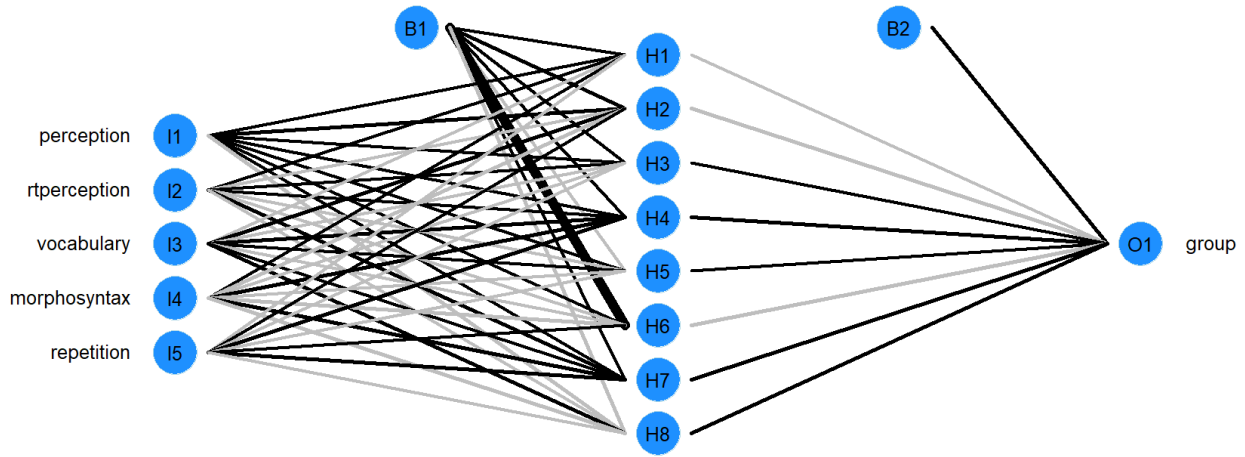 B1
B2
H1
H2
perception I1
H3
rtperception I2
H4
vocabulary I3
O1 group
H5
morphosyntax I4
H6
repetition I5
H7
H8